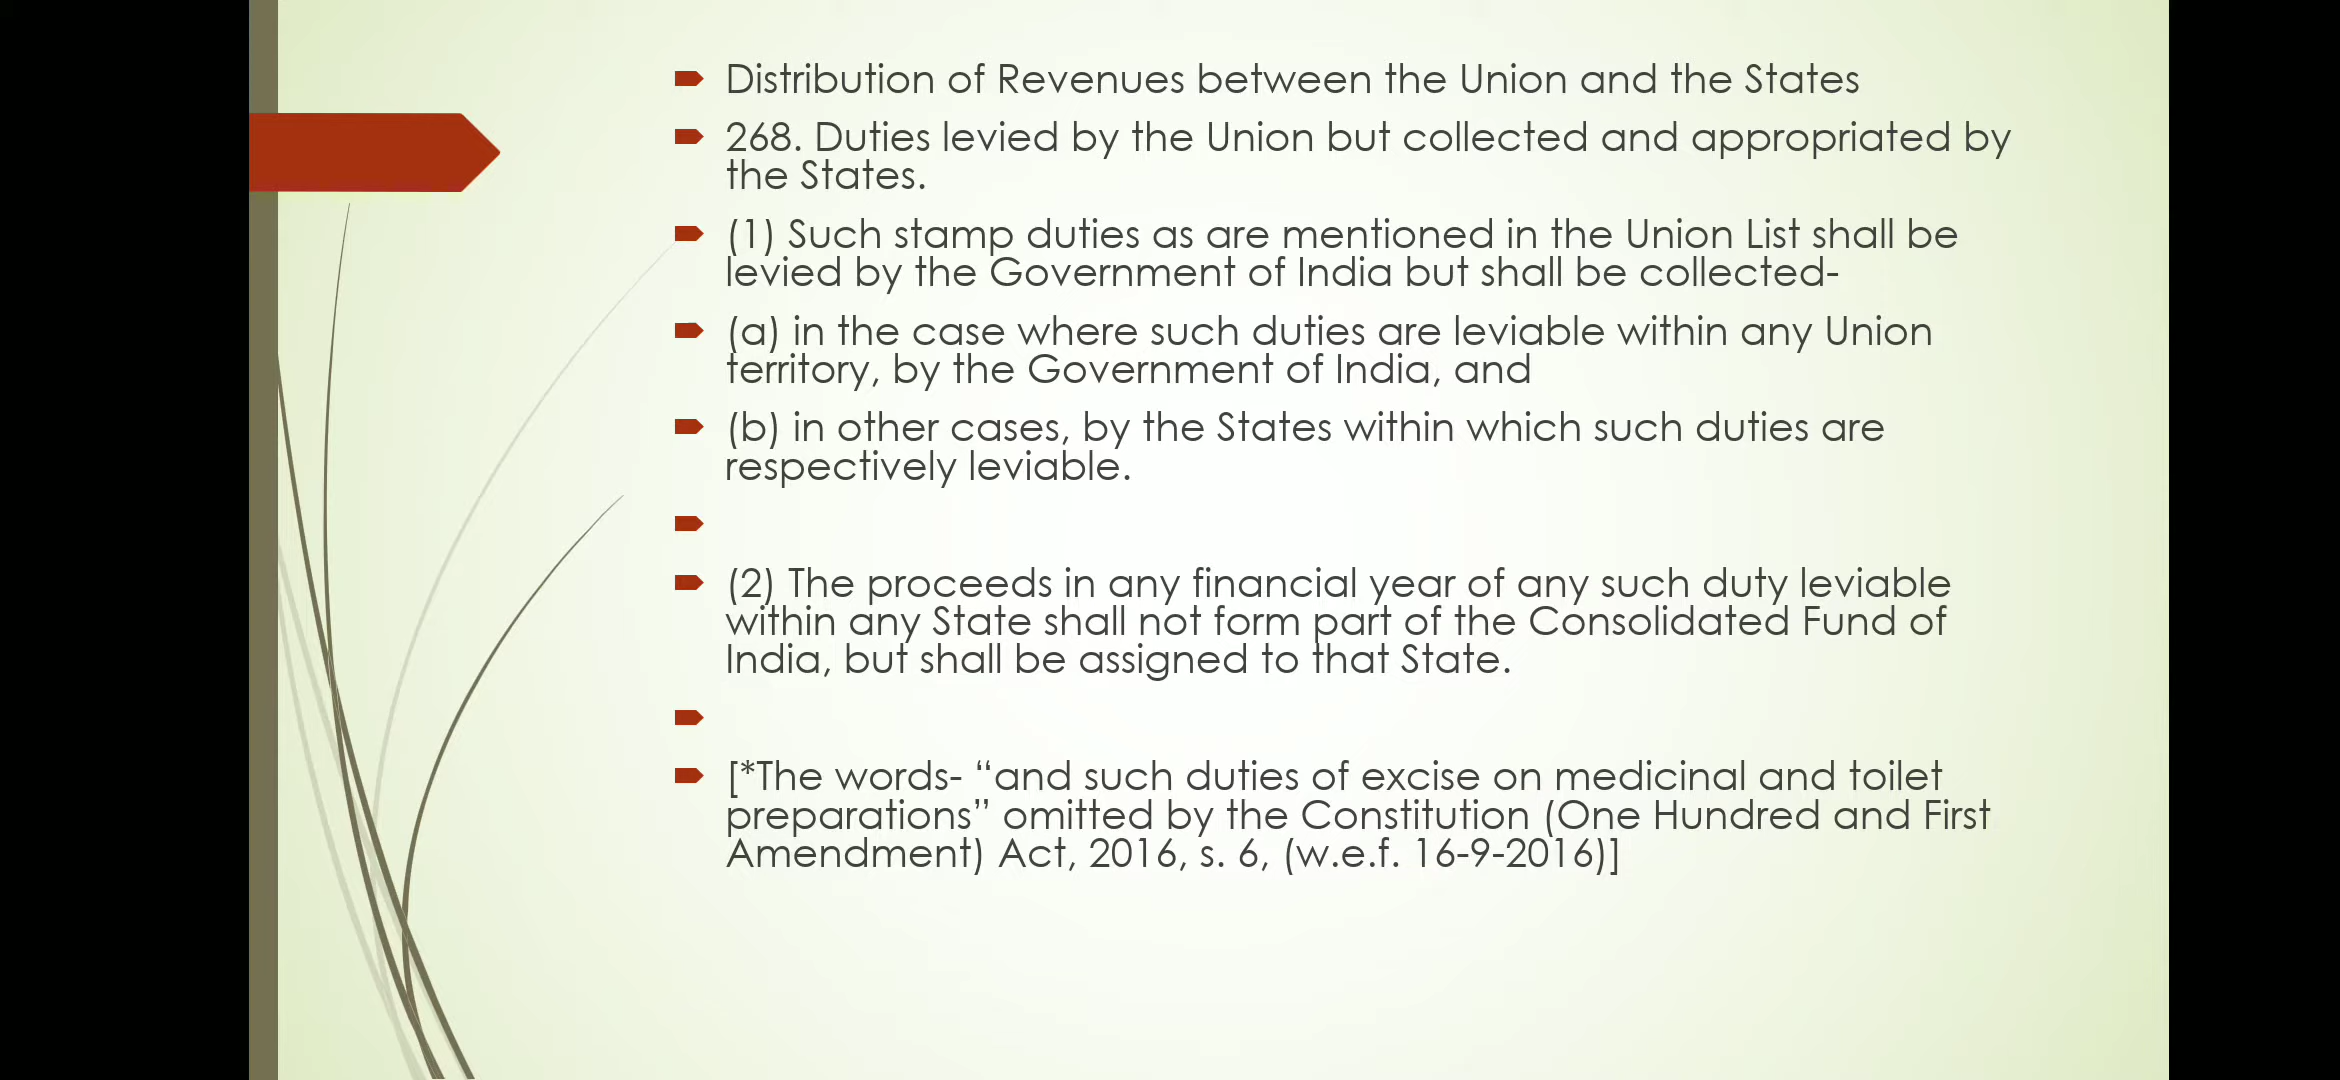 Distribution of Revenues between the Union and the States
268. Duties levied by the Union but collected and appropriated by
the States.
(1) Such stamp duties as are mentioned in the Union List shall be
levied by the Government of India but shall be collected-
(a) in the case where such duties are leviable within any Union
territory, by the Government of India, and
(b) in other cases, by the States within which such duties are
respectively leviable.
(2) The proceeds in any financial year of any such duty leviable
within any State shall not form part of the Consolidated Fund of
India, but shall be assigned to that State.
[*The words- “and such duties of excise on medicinal and toilet
preparations” omitted by the Constitution (One Hundred and First
Amendment) Act, 2016, s. 6, (w.e.f. 16-9-2016)]